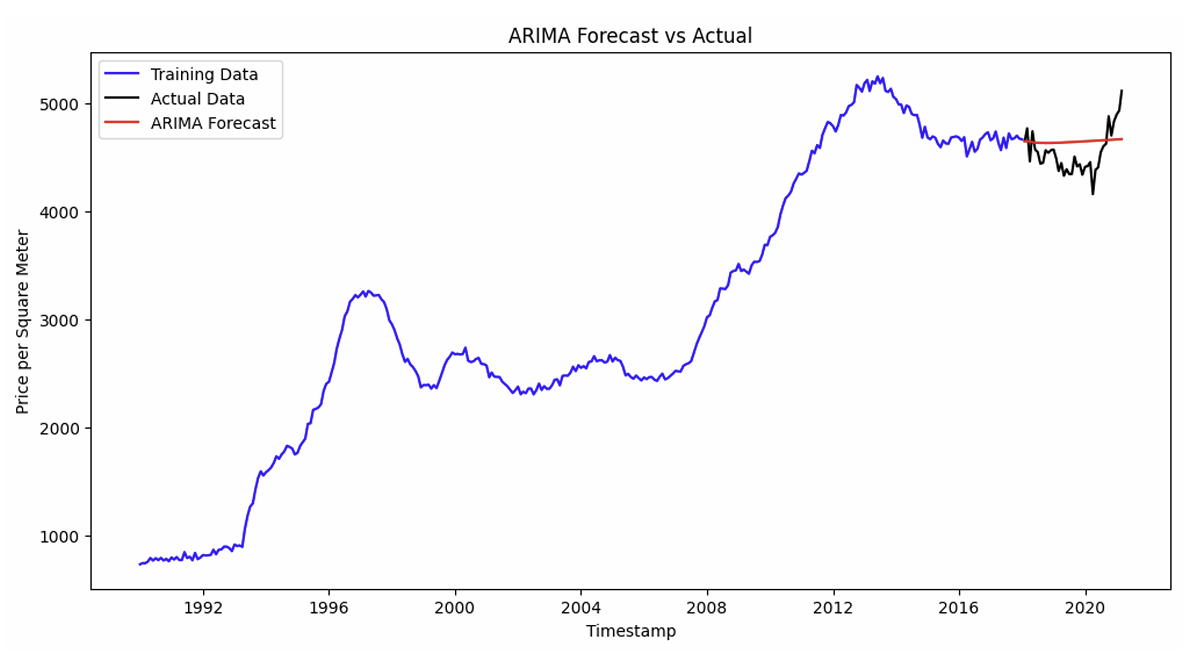 ARIMA Forecast vs Actual
Training Data
Actual Data
ARIMA Forecast
Price per Square Meter
5000
4000
3000
2000
1000
1992 1996 2000 2004 2008 2012 2016 2020
Timestamp